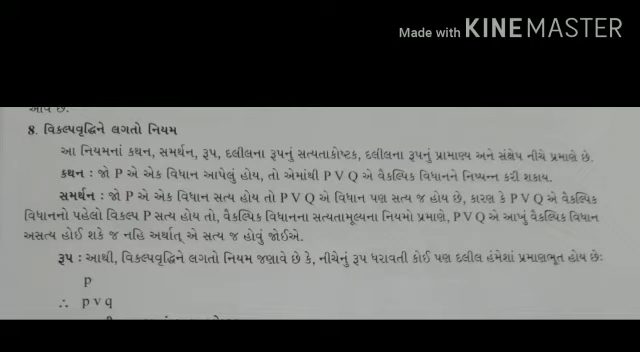 Made with KINEMASTER
8. વિકલ્પવૃદ્ધિને લગતો નિયમ
આ નિયમનાં કથન, સમર્થન, રૂપ, દલીલના રૂપનું સત્યતાકોષ્ટક, દલીલના રૂપનું પ્રામાણ્ય અને સંક્ષેપ નીચે પ્રમાણે છે.
કથન : જો P એ એક વિધાન આપેલું હોય, તો એમાંથી P V Q એ વૈકલ્પિક વિધાનને નિષ્પન્ન કરી શકાય.
સમર્થન : જો P એ એક વિધાન સત્ય હોય તો P V Q એ વિધાન પણ સત્ય જ હોય છે, કારણ કે P V Q એ વૈકલ્પિક
વિધાનનો પહેલો વિકલ્પ P સત્ય હોય તો, વૈકલ્પિક વિધાનના સત્યતામૂલ્યના નિયમો પ્રમાણે, P V Q એ આખું વૈકલ્પિક વિધાન
અસત્ય હોઈ શકે જ નહિ અર્થાત્ એ સત્ય જ હોવું જોઈએ.
રૂપ : આથી, વિકલ્પવૃદ્ધિને લગતો નિયમ જણાવે છે કે, નીચેનું રૂપ ધરાવતી કોઈ પણ દલીલ હંમેશાં પ્રમાણભૂત હોય છેઃ
p
∴ p v q